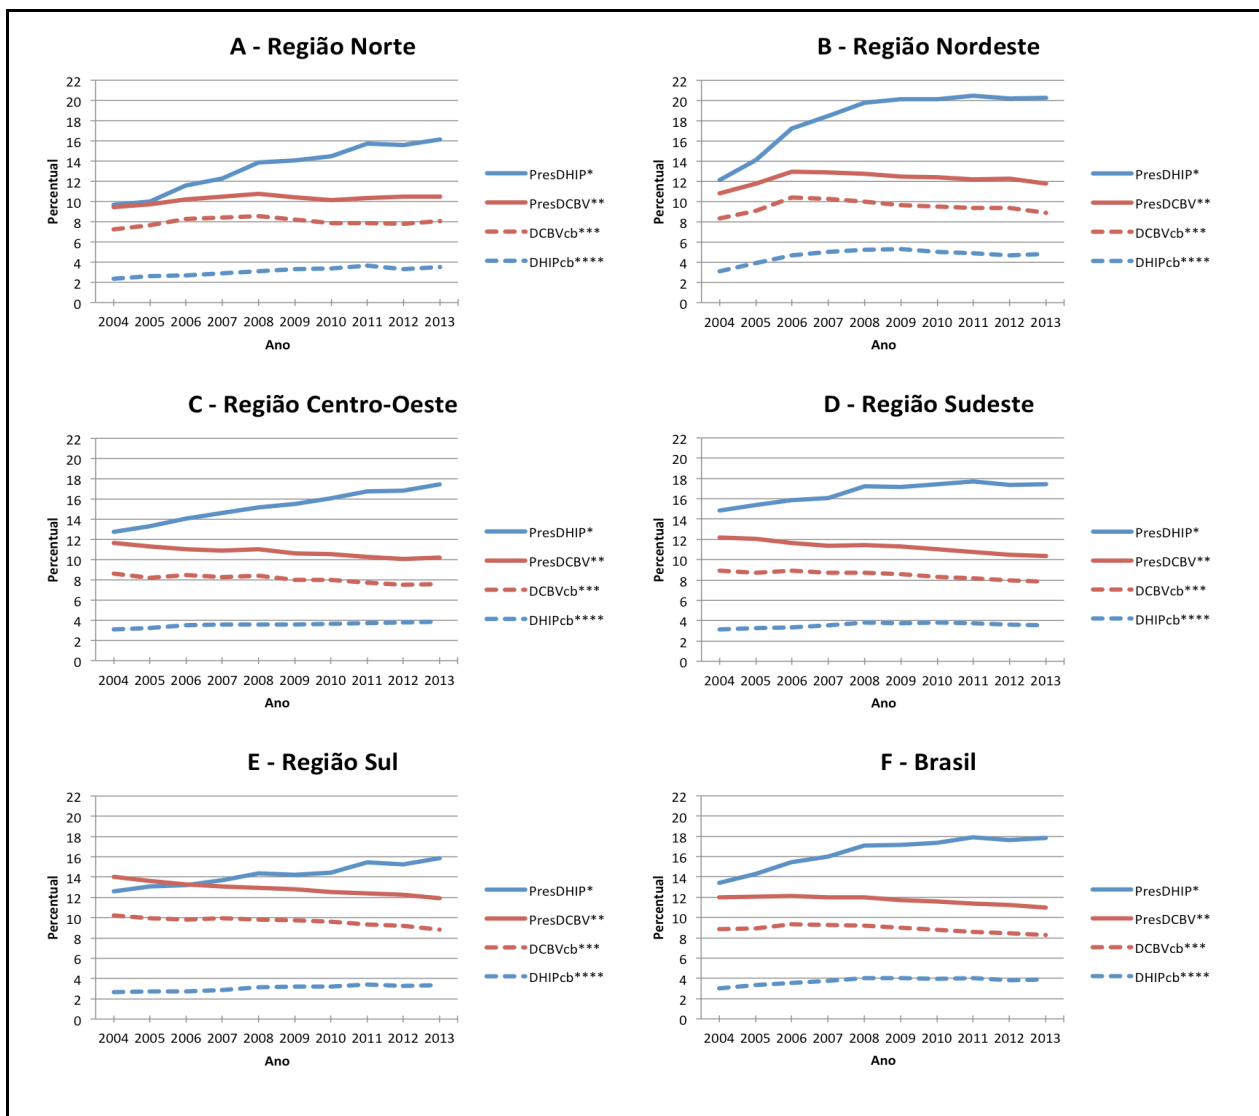 A - Região Norte
22
20
18
16
14
12
10
8
6
4
2
0
Percentual
2004 2005 2006 2007 2008 2009 2010 2011 2012 2013
Ano
PresDHIP*
PresDCBV**
DCBVcb***
DHIPcb****
B - Região Nordeste
22
20
18
16
14
12
10
8
6
4
2
0
Percentual
2004 2005 2006 2007 2008 2009 2010 2011 2012 2013
Ano
PresDHIP*
PresDCBV**
DCBVcb***
DHIPcb****
C - Região Centro-Oeste
22
20
18
16
14
12
10
8
6
4
2
0
Percentual
2004 2005 2006 2007 2008 2009 2010 2011 2012 2013
Ano
PresDHIP*
PresDCBV**
DCBVcb***
DHIPcb****
D - Região Sudeste
22
20
18
16
14
12
10
8
6
4
2
0
Percentual
2004 2005 2006 2007 2008 2009 2010 2011 2012 2013
Ano
PresDHIP*
PresDCBV**
DCBVcb***
DHIPcb****
E - Região Sul
22
20
18
16
14
12
10
8
6
4
2
0
Percentual
2004 2005 2006 2007 2008 2009 2010 2011 2012 2013
Ano
PresDHIP*
PresDCBV**
DCBVcb***
DHIPcb****
F - Brasil
22
20
18
16
14
12
10
8
6
4
2
0
Percentual
2004 2005 2006 2007 2008 2009 2010 2011 2012 2013
Ano
PresDHIP*
PresDCBV**
DCBVcb***
DHIPcb****